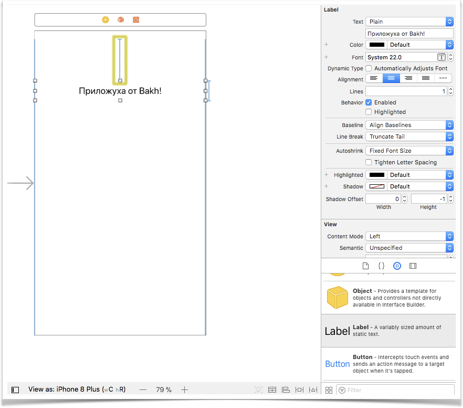 Label
Text Plain
Приложуха от Bakh!
+ Color Default
+ Font System 22.0
Dynamic Type Automatically Adjusts Font
Alignment
Lines 1
Behavior Enabled
Highlighted
Baseline Align Baselines
Line Break Truncate Tail
Autoshrink Fixed Font Size
Tighten Letter Spacing
+ Highlighted Default
+ Shadow Default
Shadow Offset 0 -1
Width Height
View
Content Mode Left
Semantic Unspecified
Object - Provides a template for
objects and controllers not directly
available in Interface Builder.
Label Label - A variably sized amount of
static text.
Button Button - Intercepts touch events and
sends an action message to a target
object when it's tapped.
Filter
Приложуха от Bakh!
View as: iPhone 8 Plus (wC hR) — 79 % +